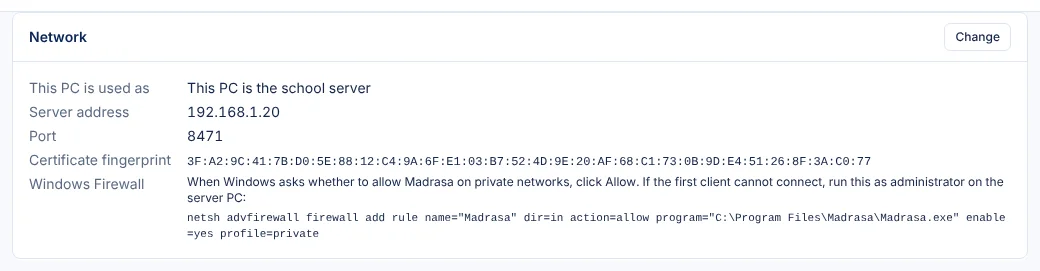 Network
Change
This PC is used as
This PC is the school server
Server address
192.168.1.20
Port
8471
Certificate fingerprint
3F:A2:9C:41:7B:D0:5E:88:12:C4:9A:6F:E1:03:B7:52:4D:9E:20:AF:68:C1:73:0B:9D:E4:51:26:8F:3A:C0:77
Windows Firewall
When Windows asks whether to allow Madrasa on private networks, click Allow. If the first client cannot connect, run this as administrator on the
server PC:
netsh advfirewall firewall add rule name="Madrasa" dir=in action=allow program="C:\Program Files\Madrasa\Madrasa.exe" enable
=yes profile=private